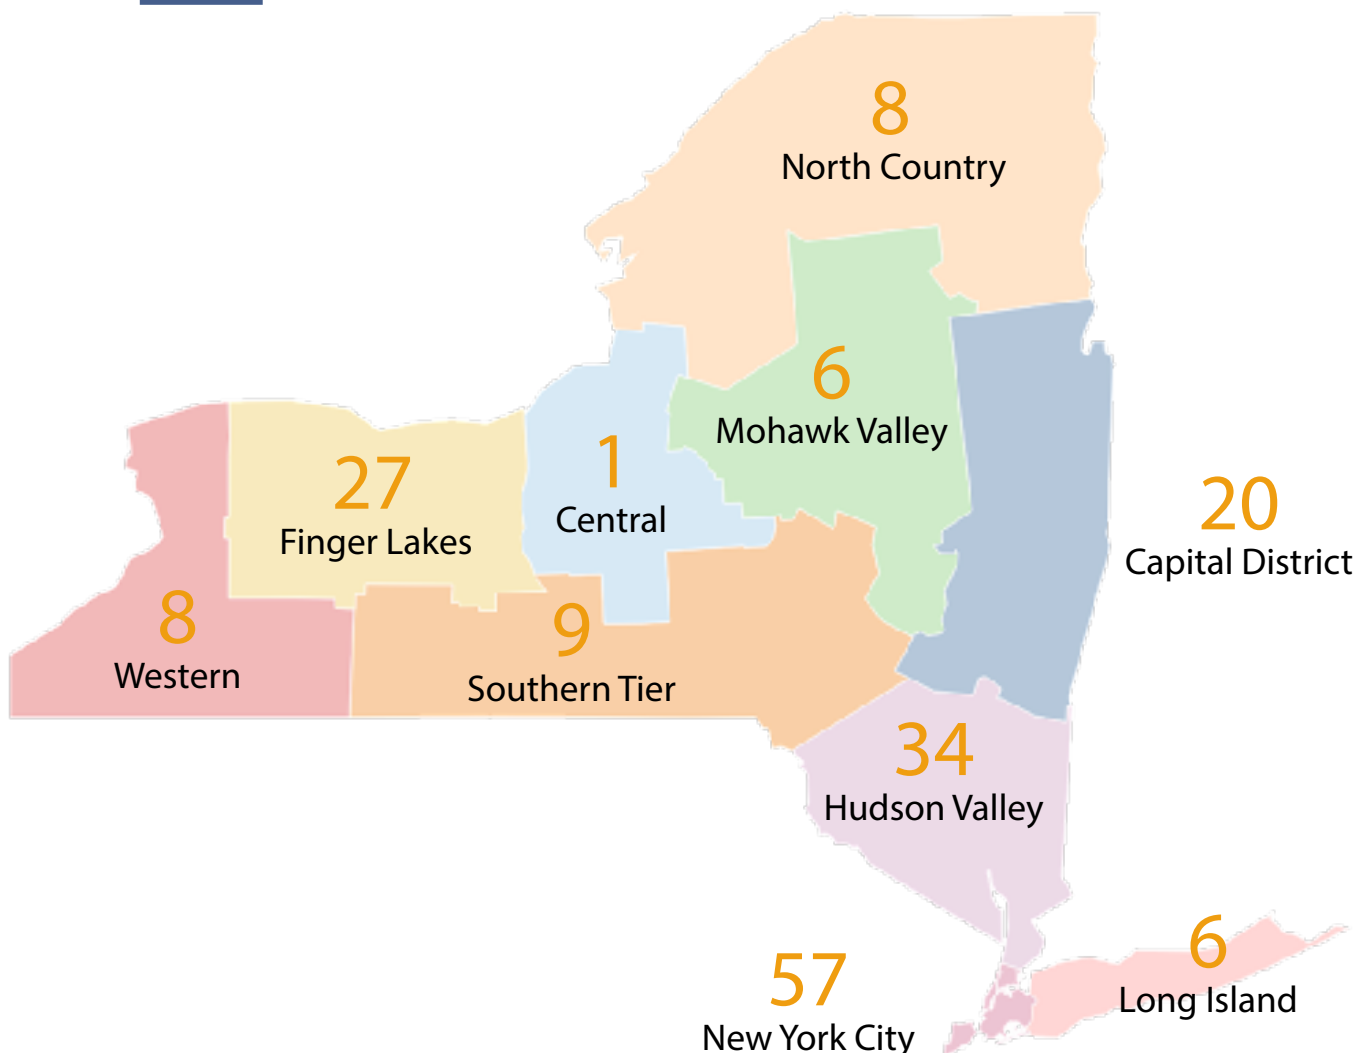 8
North Country
6
Mohawk Valley
27
Finger Lakes
1
Central
20
Capital District
8
Western
9
Southern Tier
34
Hudson Valley
6
Long Island
57
New York City